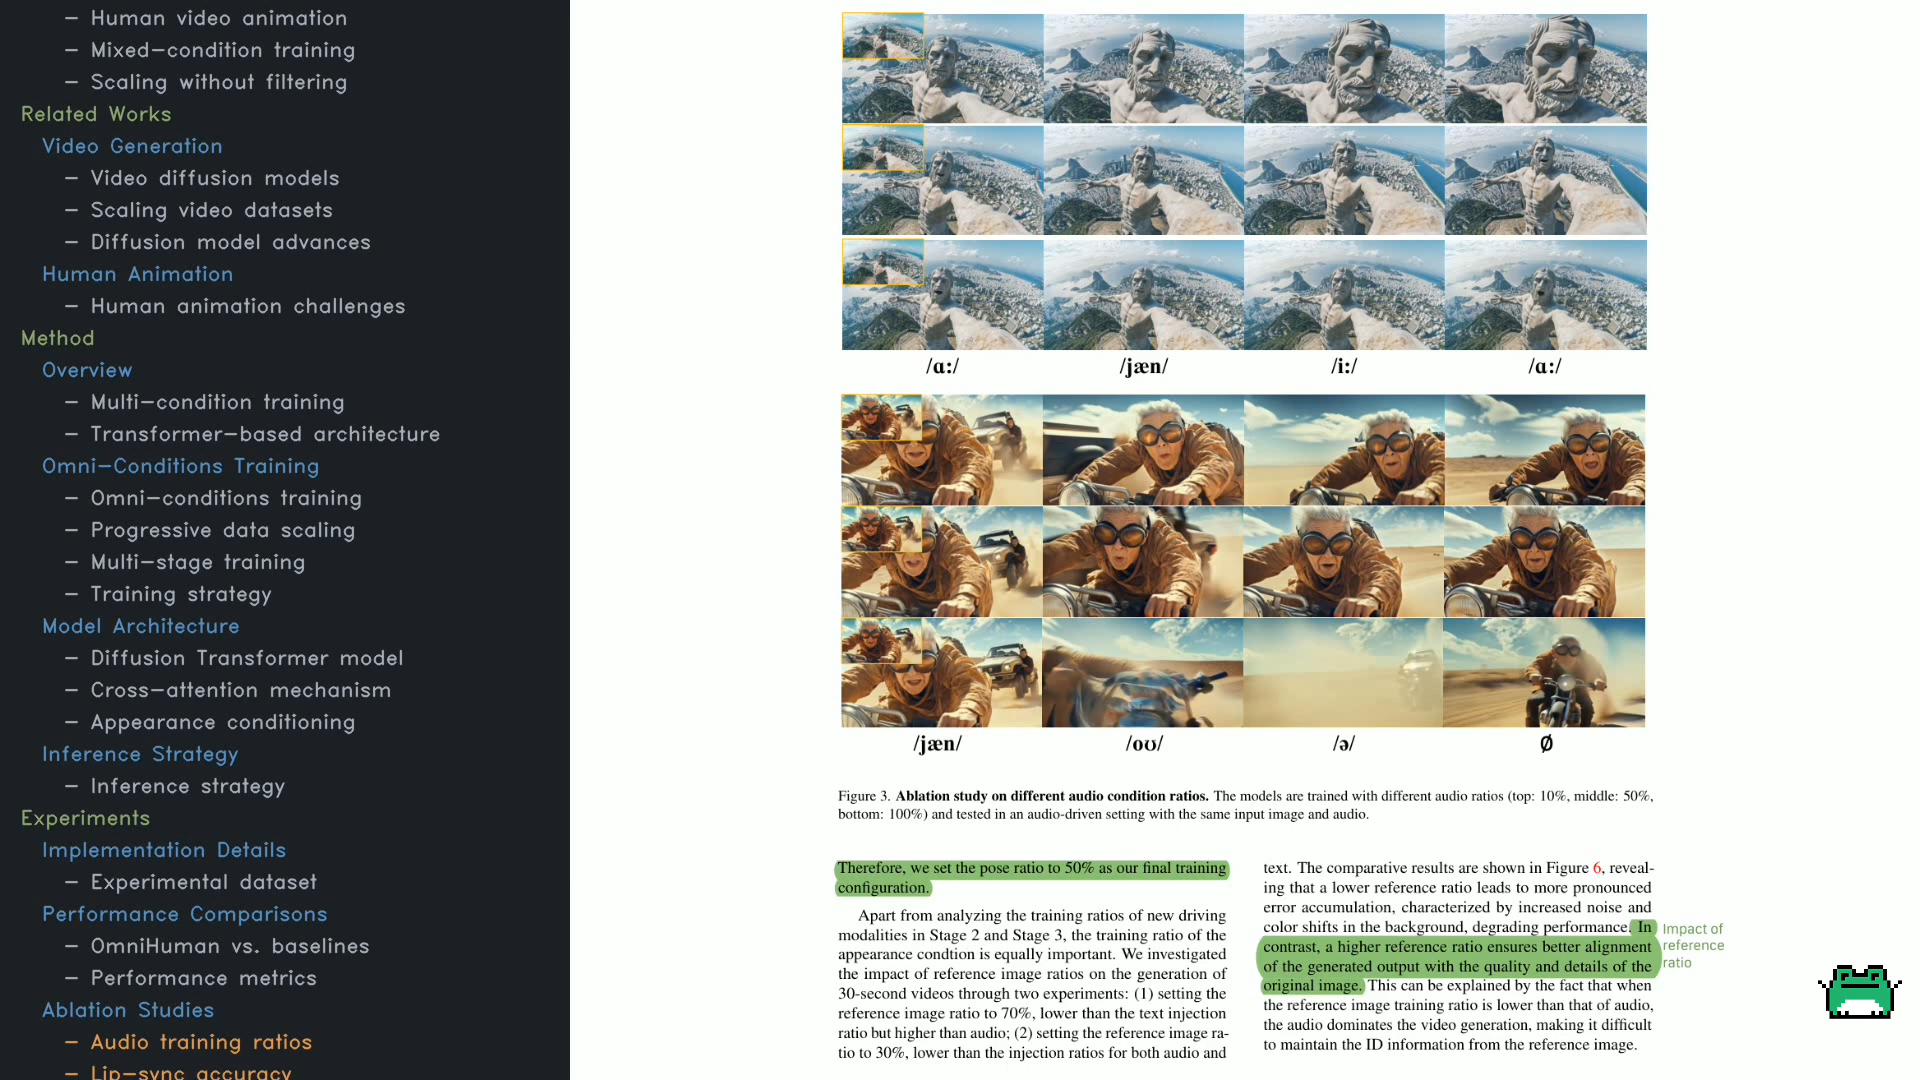 – Human video animation
– Mixed-condition training
– Scaling without filtering
Related Works
Video Generation
– Video diffusion models
– Scaling video datasets
– Diffusion model advances
Human Animation
– Human animation challenges
Method
Overview
– Multi-condition training
– Transformer-based architecture
Omni-Conditions Training
– Omni-conditions training
– Progressive data scaling
– Multi-stage training
– Training strategy
Model Architecture
– Diffusion Transformer model
– Cross-attention mechanism
– Appearance conditioning
Inference Strategy
– Inference strategy
Experiments
Implementation Details
– Experimental dataset
Performance Comparisons
– OmniHuman vs. baselines
– Performance metrics
Ablation Studies
– Audio training ratios
– Lip-sync accuracy
/ɑː/ /jæn/ /iː/ /ɑː/
/jæn/ /oʊ/ /ə/ Ø
Figure 3. Ablation study on different audio condition ratios. The models are trained with different audio ratios (top: 10%, middle: 50%,
bottom: 100%) and tested in an audio-driven setting with the same input image and audio.
Therefore, we set the pose ratio to 50% as our final training
configuration.
Apart from analyzing the training ratios of new driving
modalities in Stage 2 and Stage 3, the training ratio of the
appearance condtion is equally important. We investigated
the impact of reference image ratios on the generation of
30-second videos through two experiments: (1) setting the
reference image ratio to 70%, lower than the text injection
ratio but higher than audio; (2) setting the reference image ra-
tio to 30%, lower than the injection ratios for both audio and
text. The comparative results are shown in Figure 6, reveal-
ing that a lower reference ratio leads to more pronounced
error accumulation, characterized by increased noise and
color shifts in the background, degrading performance. In
contrast, a higher reference ratio ensures better alignment
of the generated output with the quality and details of the
original image. This can be explained by the fact that when
the reference image training ratio is lower than that of audio,
the audio dominates the video generation, making it difficult
to maintain the ID information from the reference image.
Impact of
reference
ratio